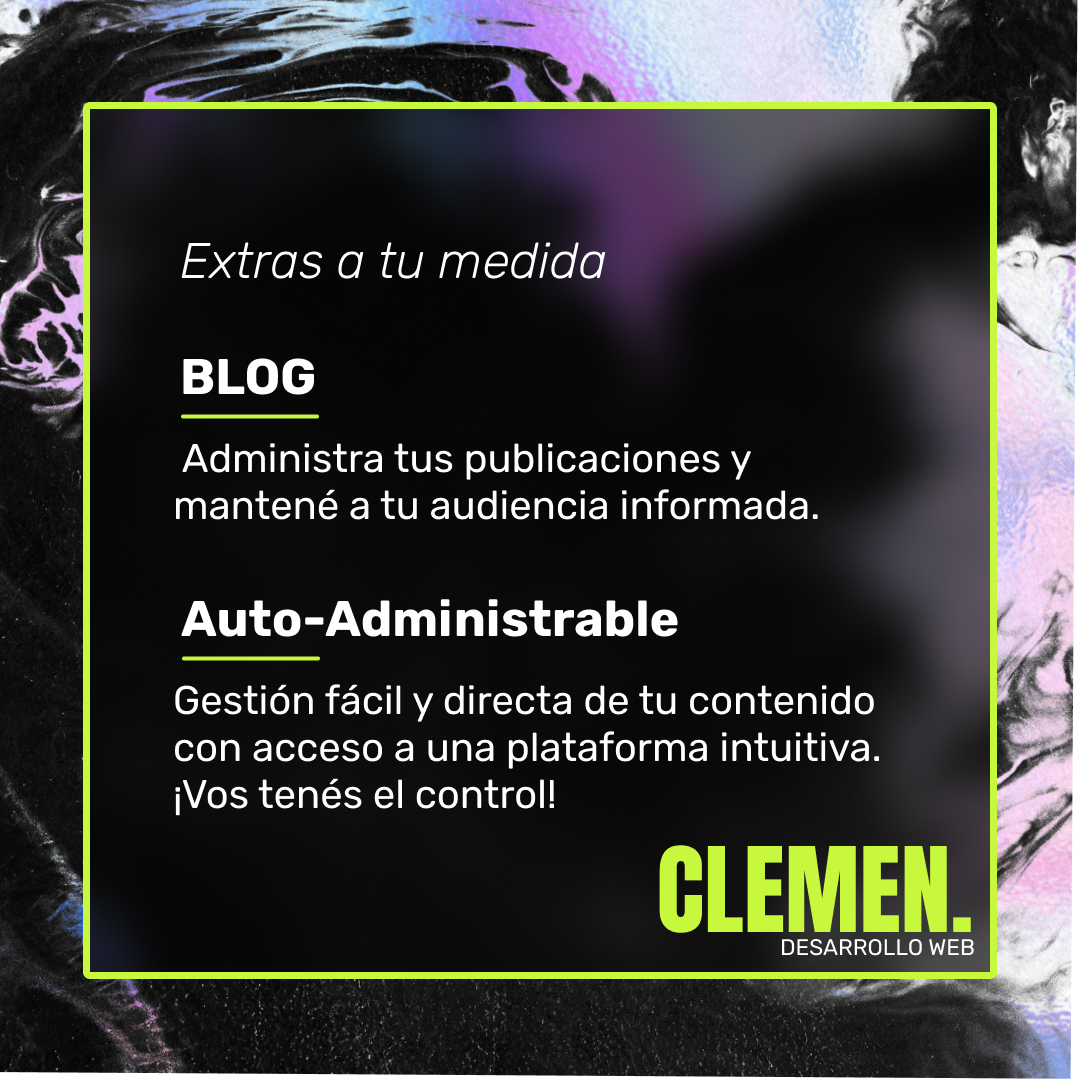 Extras a tu medida
BLOG
Administra tus publicaciones y
mantené a tu audiencia informada.
Auto-Administrable
Gestión fácil y directa de tu contenido
con acceso a una plataforma intuitiva.
¡Vos tenés el control!
CLEMEN.
DESARROLLO WEB